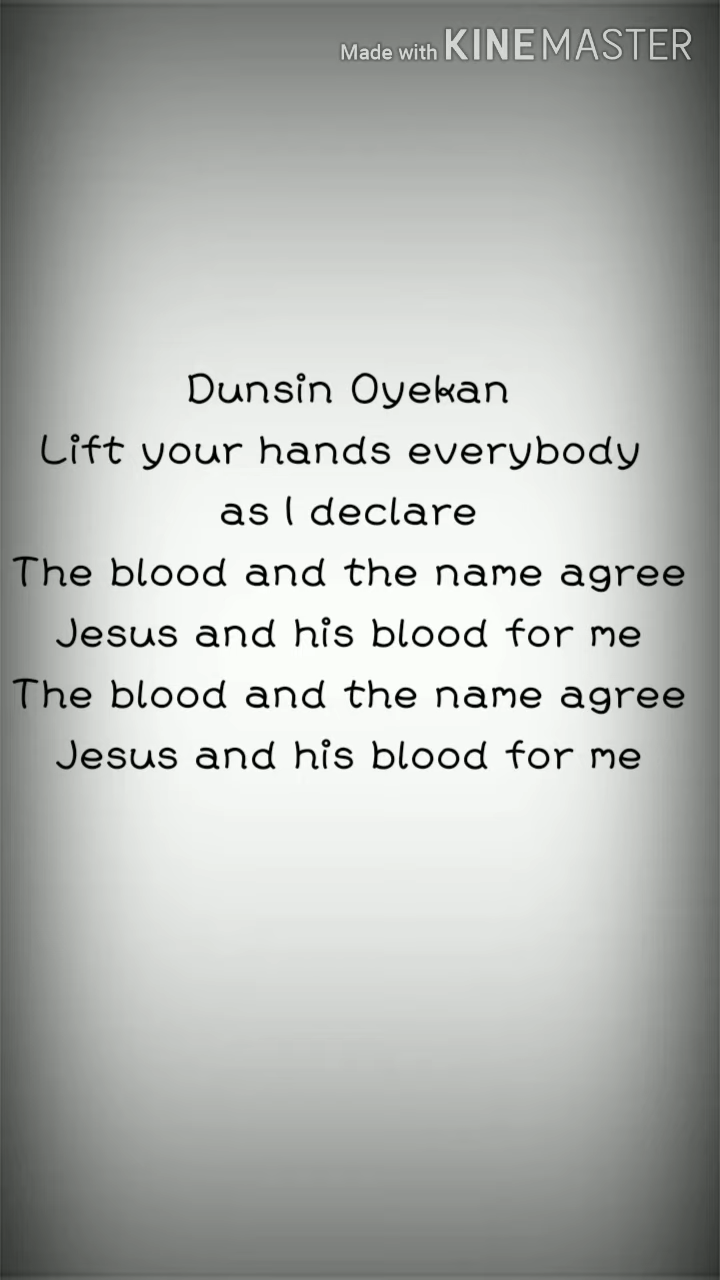 Made with KINEMASTER
Dunsin Oyekan
Lift your hands everybody
as I declare
The blood and the name agree
Jesus and his blood for me
The blood and the name agree
Jesus and his blood for me